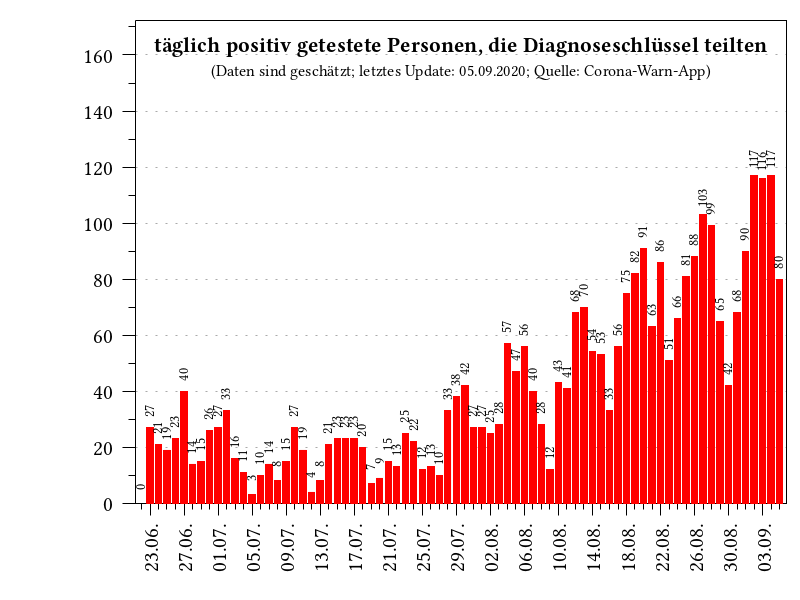 täglich positiv getestete Personen, die Diagnoseschlüssel teilten
(Daten sind geschätzt; letztes Update: 05.09.2020; Quelle: Corona-Warn-App)
160
140
120
100
80
60
40
20
0
0 27 21 19 23 40 14 15 26 27 33 16 11 3 10 14 8 15 27 19 4 8 21 23 23 23 20 7 9 15 13 25 22 12 13 10 33 38 42 27 27 25 28 57 47 56 40 28 12 43 41 68 70 54 53 33 56 75 82 91 63 86 51 66 81 88 103 99 65 42 68 90 117 116 117 80
23.06. 27.06. 01.07. 05.07. 09.07. 13.07. 17.07. 21.07. 25.07. 29.07. 02.08. 06.08. 10.08. 14.08. 18.08. 22.08. 26.08. 30.08. 03.09.